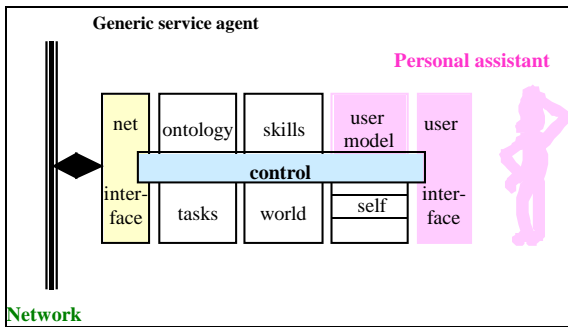 Generic service agent
Personal assistant
net
ontology
skills
user
model
user
control
inter-
face
tasks
world
self
inter-
face
Network